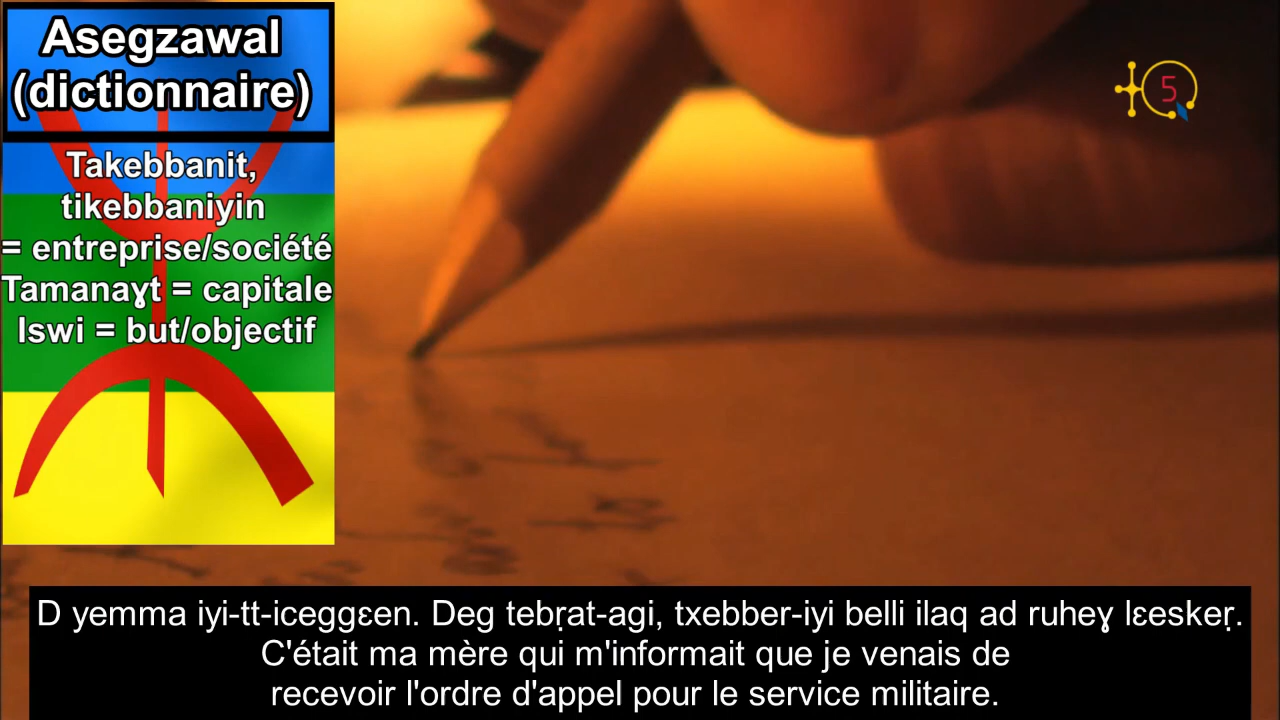 Asegzawal
(dictionnaire)
Takebbanit,
tikebbaniyin
= entreprise/société
Tamanaɣt = capitale
Iswi = but/objectif
5
D yemma iyi-tt-iceggɛen. Deg tebṛat-agi, txebber-iyi belli ilaq ad ruheɣ lɛeskeṛ.
C'était ma mère qui m'informait que je venais de
recevoir l'ordre d'appel pour le service militaire.